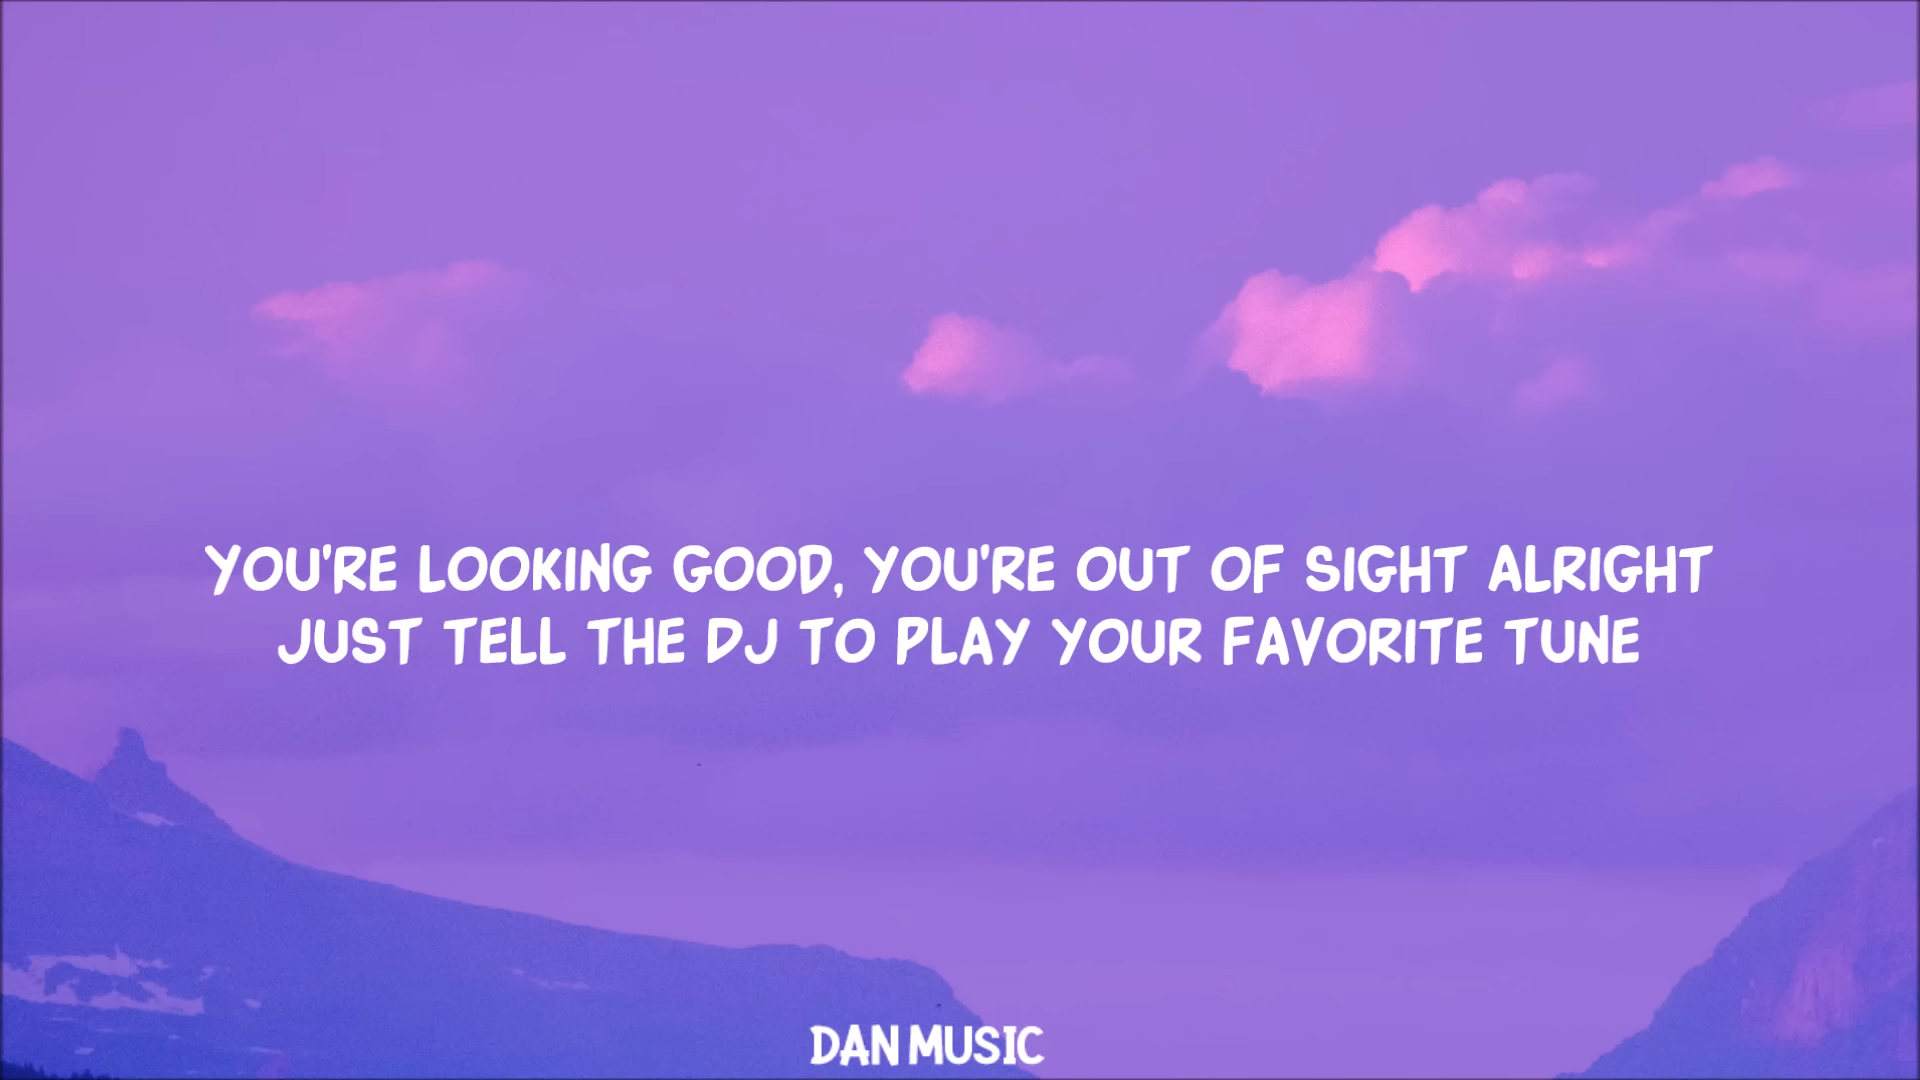 YOU'RE LOOKING GOOD, YOU'RE OUT OF SIGHT ALRIGHT
JUST TELL THE DJ TO PLAY YOUR FAVORITE TUNE
DAN MUSIC